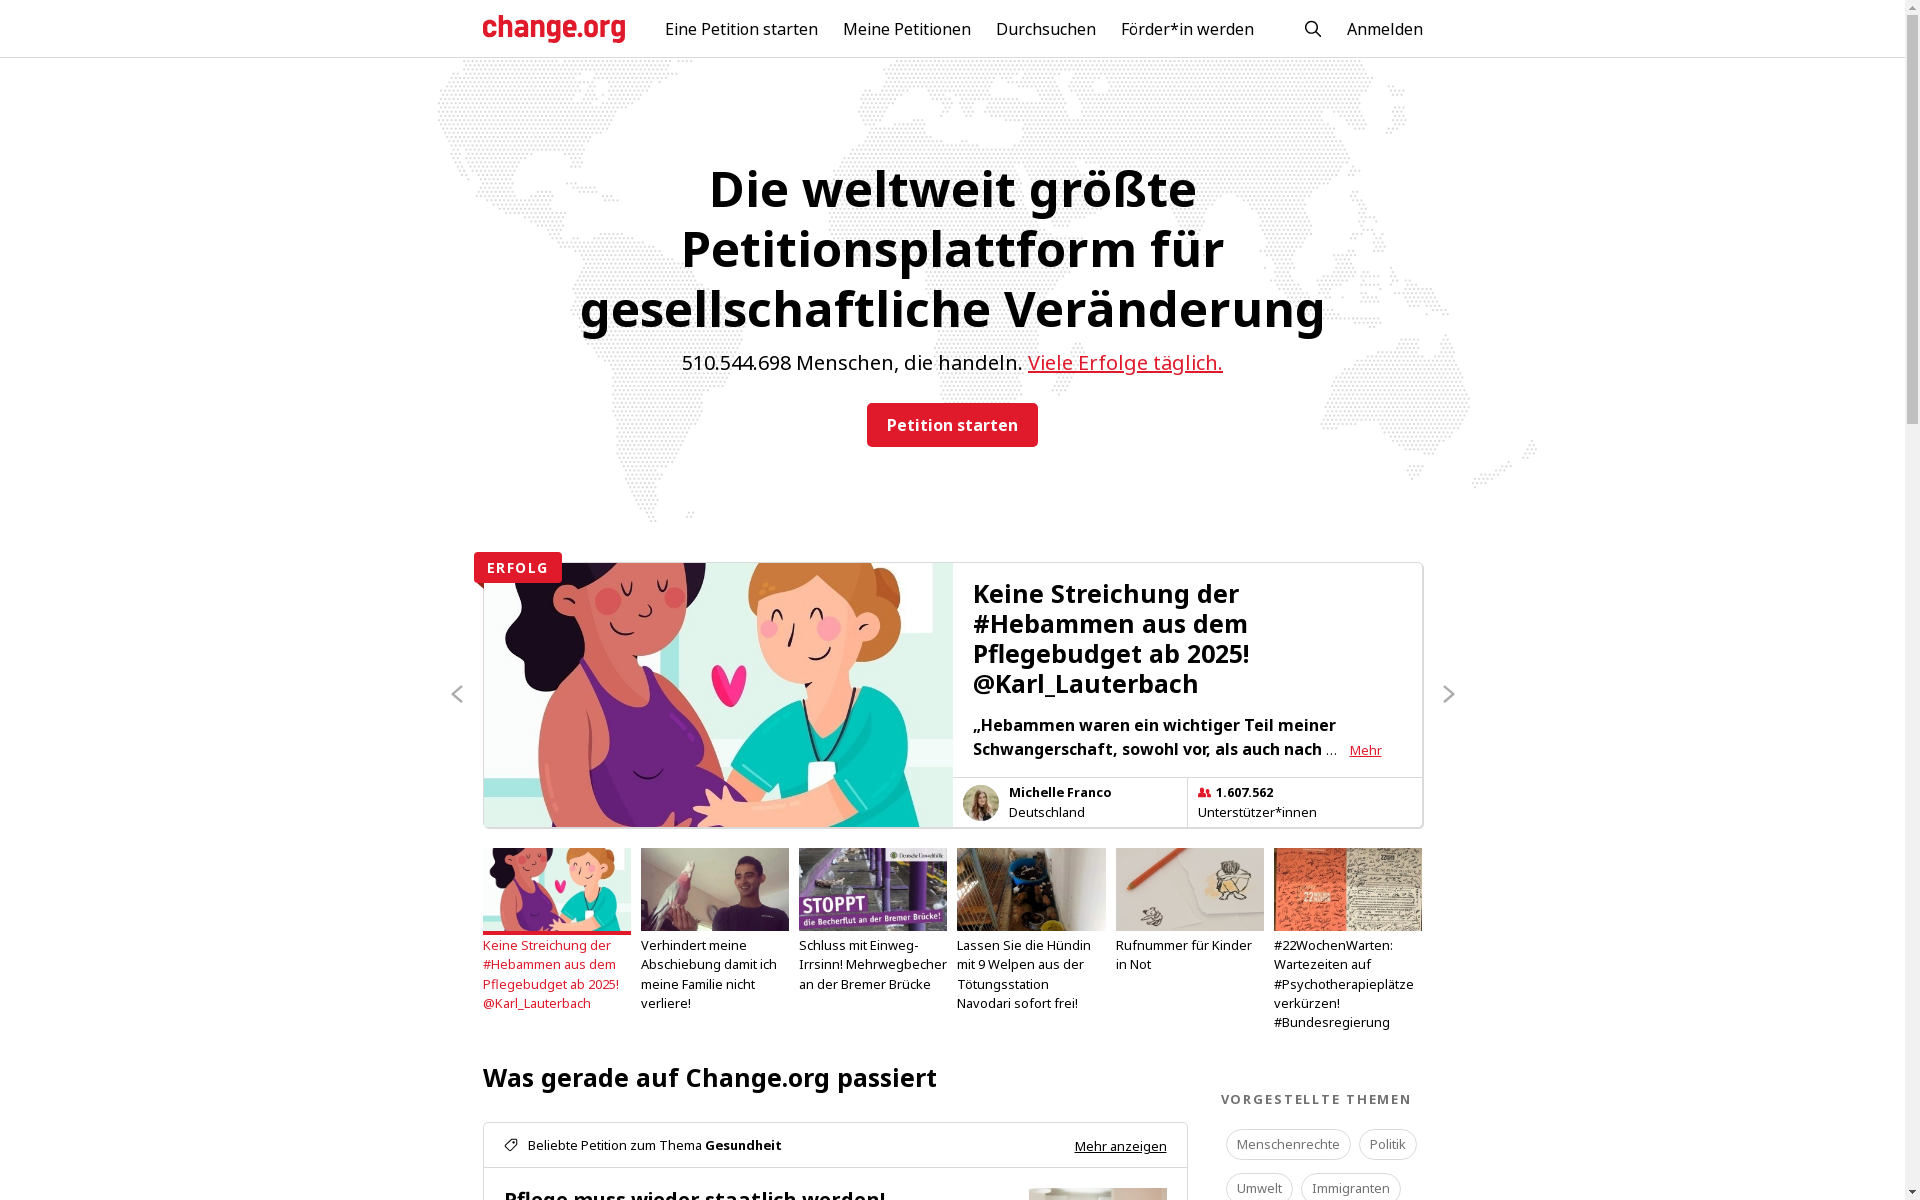 change.org
Eine Petition starten
Meine Petitionen
Durchsuchen
Förder*in werden
Anmelden
Die weltweit größte
Petitionsplattform für
gesellschaftliche Veränderung
510.544.698 Menschen, die handeln. Viele Erfolge täglich.
Petition starten
ERFOLG
Keine Streichung der
#Hebammen aus dem
Pflegebudget ab 2025!
@Karl_Lauterbach
„Hebammen waren ein wichtiger Teil meiner
Schwangerschaft, sowohl vor, als auch nach ... Mehr
Michelle Franco
Deutschland
1.607.562
Unterstützer*innen
Deutsche Umwelthilfe
STOPPT
die Becherflut an der Bremer Brücke!
Keine Streichung der
#Hebammen aus dem
Pflegebudget ab 2025!
@Karl_Lauterbach
Verhindert meine
Abschiebung damit ich
meine Familie nicht
verliere!
Schluss mit Einweg-
Irrsinn! Mehrwegbecher
an der Bremer Brücke
Lassen Sie die Hündin
mit 9 Welpen aus der
Tötungsstation
Navodari sofort frei!
Rufnummer für Kinder
in Not
#22WochenWarten:
Wartezeiten auf
#Psychotherapieplätze
verkürzen!
#Bundesregierung
Was gerade auf Change.org passiert
Beliebte Petition zum Thema Gesundheit
Mehr anzeigen
Pflege muss wieder staatlich werden!
VORGESTELLTE THEMEN
Menschenrechte
Politik
Umwelt
Immigranten